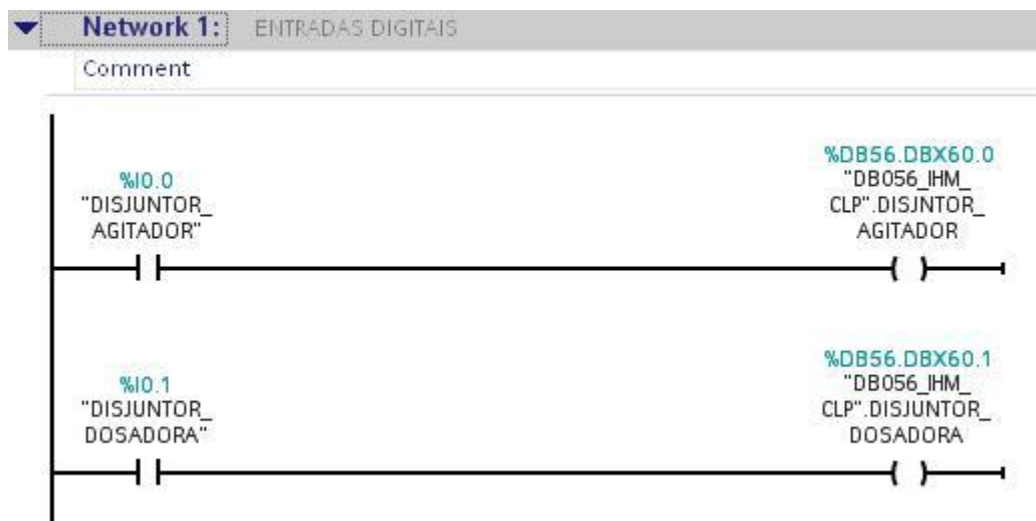 Network 1: ENTRADAS DIGITAIS
Comment
%I0.0
"DISJUNTOR_
AGITADOR"
%DB56.DBX60.0
"DB056_IHM_
CLP".DISJNTOR_
AGITADOR
%I0.1
"DISJUNTOR_
DOSADORA"
%DB56.DBX60.1
"DB056_IHM_
CLP".DISJUNTOR_
DOSADORA